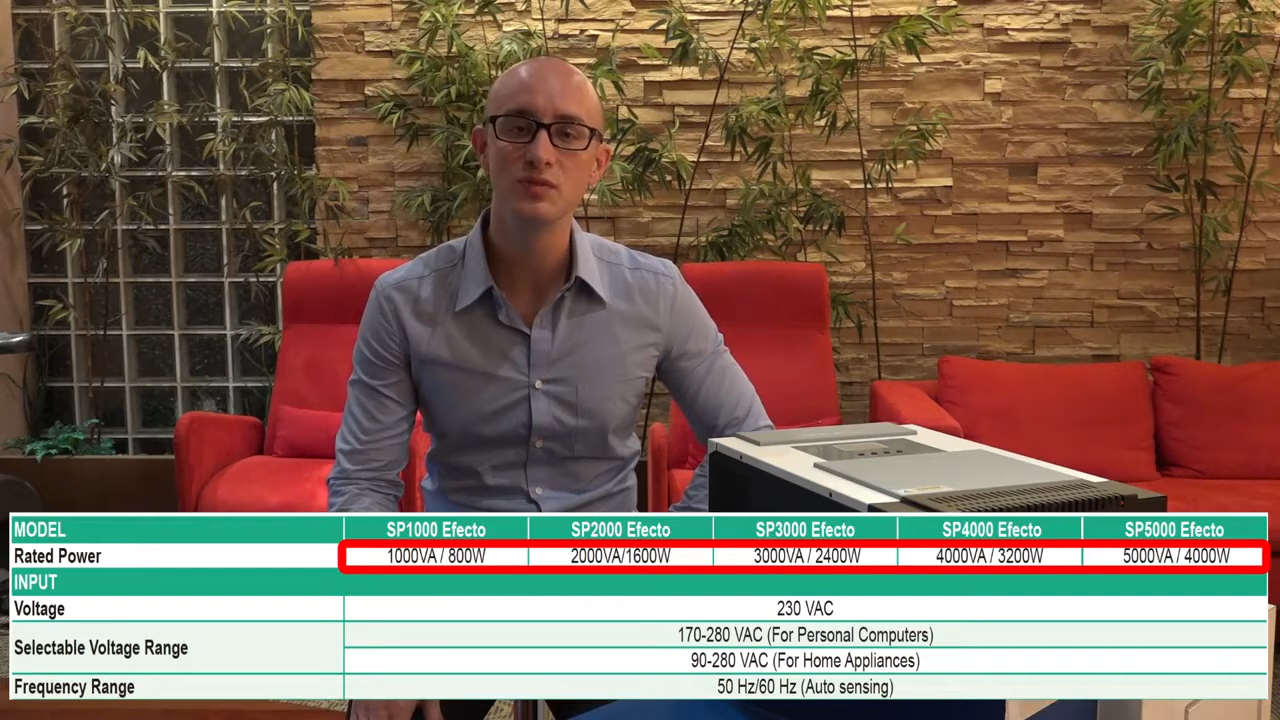 MODEL SP1000 Efecto SP2000 Efecto SP3000 Efecto SP4000 Efecto SP5000 Efecto
Rated Power 1000VA / 800W 2000VA/1600W 3000VA / 2400W 4000VA / 3200W 5000VA / 4000W
INPUT
Voltage 230 VAC
Selectable Voltage Range 170-280 VAC (For Personal Computers)
90-280 VAC (For Home Appliances)
Frequency Range 50 Hz/60 Hz (Auto sensing)